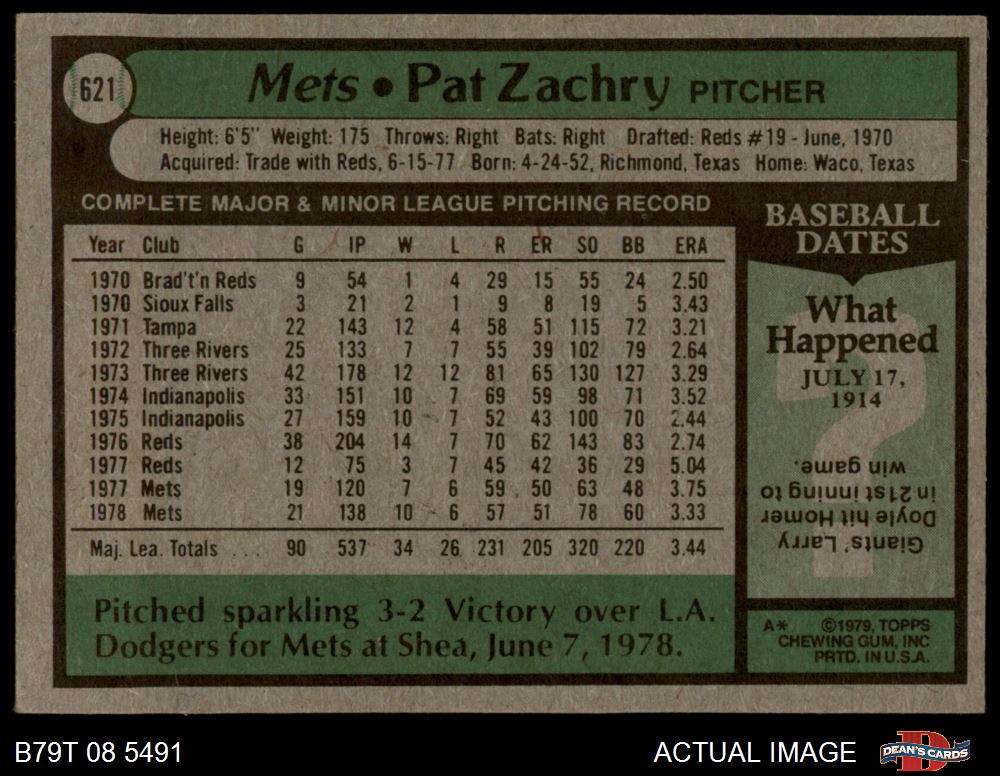 621
Mets • Pat Zachry PITCHER
Height: 6'5" Weight: 175 Throws: Right Bats: Right Drafted: Reds #19 - June, 1970
Acquired: Trade with Reds, 6-15-77 Born: 4-24-52, Richmond, Texas Home: Waco, Texas
COMPLETE MAJOR & MINOR LEAGUE PITCHING RECORD
Year Club G IP W L R ER SO BB ERA
1970 Brad't'n Reds 9 54 1 4 29 15 55 24 2.50
1970 Sioux Falls 3 21 2 1 9 8 19 5 3.43
1971 Tampa 22 143 12 4 58 51 115 72 3.21
1972 Three Rivers 25 133 7 7 55 39 102 79 2.64
1973 Three Rivers 42 178 12 12 81 65 130 127 3.29
1974 Indianapolis 33 151 10 7 69 59 98 71 3.52
1975 Indianapolis 27 159 10 7 52 43 100 70 2.44
1976 Reds 38 204 14 7 70 62 143 83 2.74
1977 Reds 12 75 3 7 45 42 36 29 5.04
1977 Mets 19 120 7 6 59 50 63 48 3.75
1978 Mets 21 138 10 6 57 51 78 60 3.33
Maj. Lea. Totals ... 90 537 34 26 231 205 320 220 3.44
Pitched sparkling 3-2 Victory over L.A.
Dodgers for Mets at Shea, June 7, 1978.
BASEBALL
DATES
What
Happened
JULY 17,
1914
?
Giants' Larry
Doyle hit Homer
in 21st inning to
win game.
A* ©1979, TOPPS
CHEWING GUM, INC
PRTD. IN U.S.A.
B79T 08 5491
ACTUAL IMAGE
D
DEAN'S CARDS